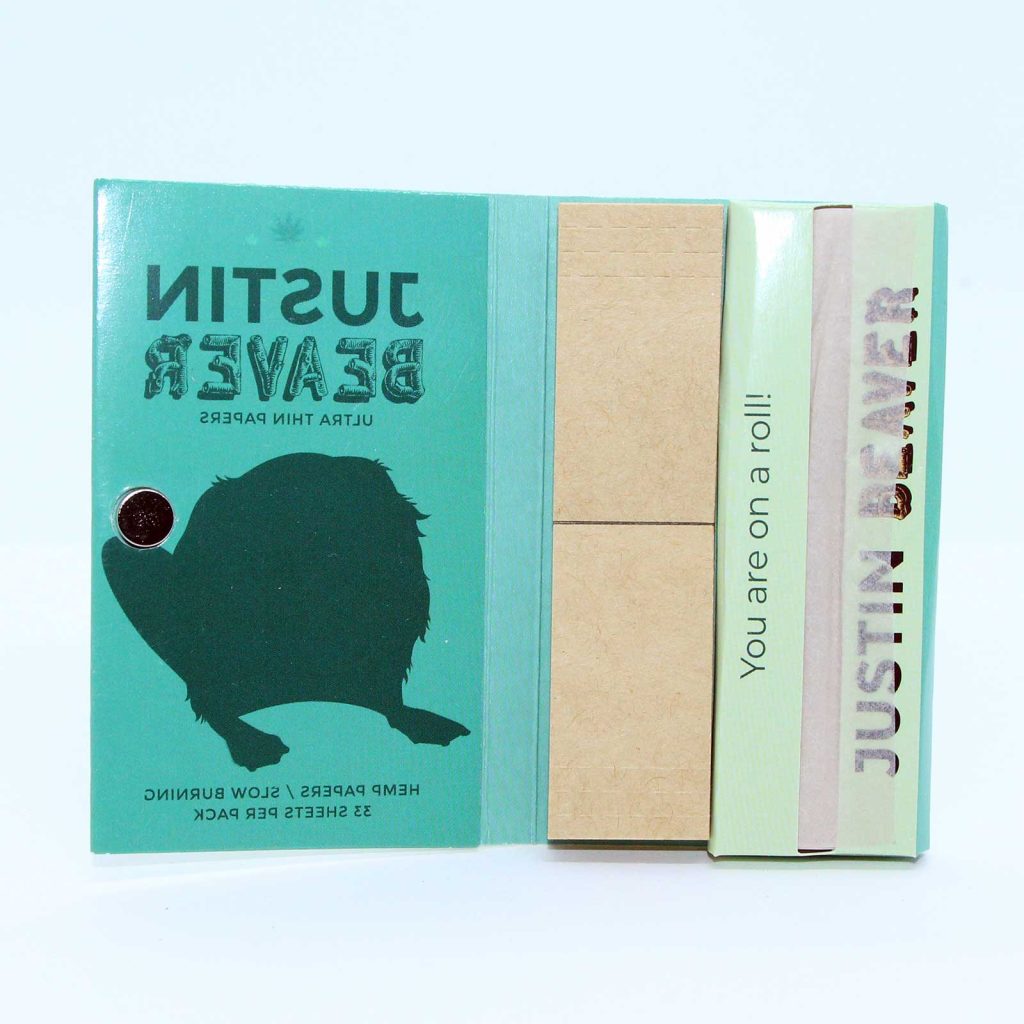 JUSTIN
BEAVER
ULTRA THIN PAPERS
HEMP PAPERS / SLOW BURNING
33 SHEETS PER PACK
You are on a roll!
JUSTIN BEAVER